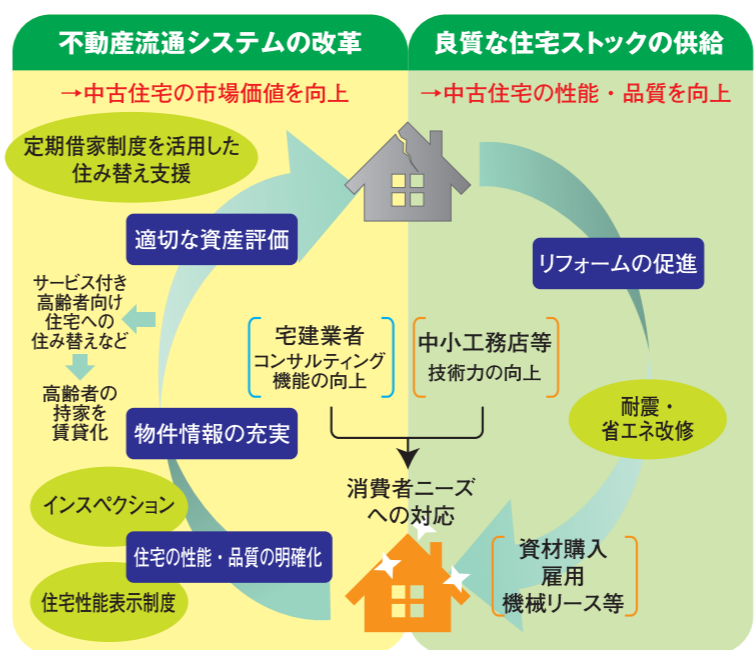 不動産流通システムの改革
→中古住宅の市場価値を向上
良質な住宅ストックの供給
→中古住宅の性能・品質を向上
定期借家制度を活用した
住み替え支援
適切な資産評価
サービス付き
高齢者向け
住宅への
住み替えなど
高齢者の
持家を
賃貸化
物件情報の充実
インスペクション
住宅の性能・品質の明確化
住宅性能表示制度
宅建業者
コンサルティング
機能の向上
中小工務店等
技術力の向上
消費者ニーズ
への対応
リフォームの促進
耐震・
省エネ改修
資材購入
雇用
機械リース等